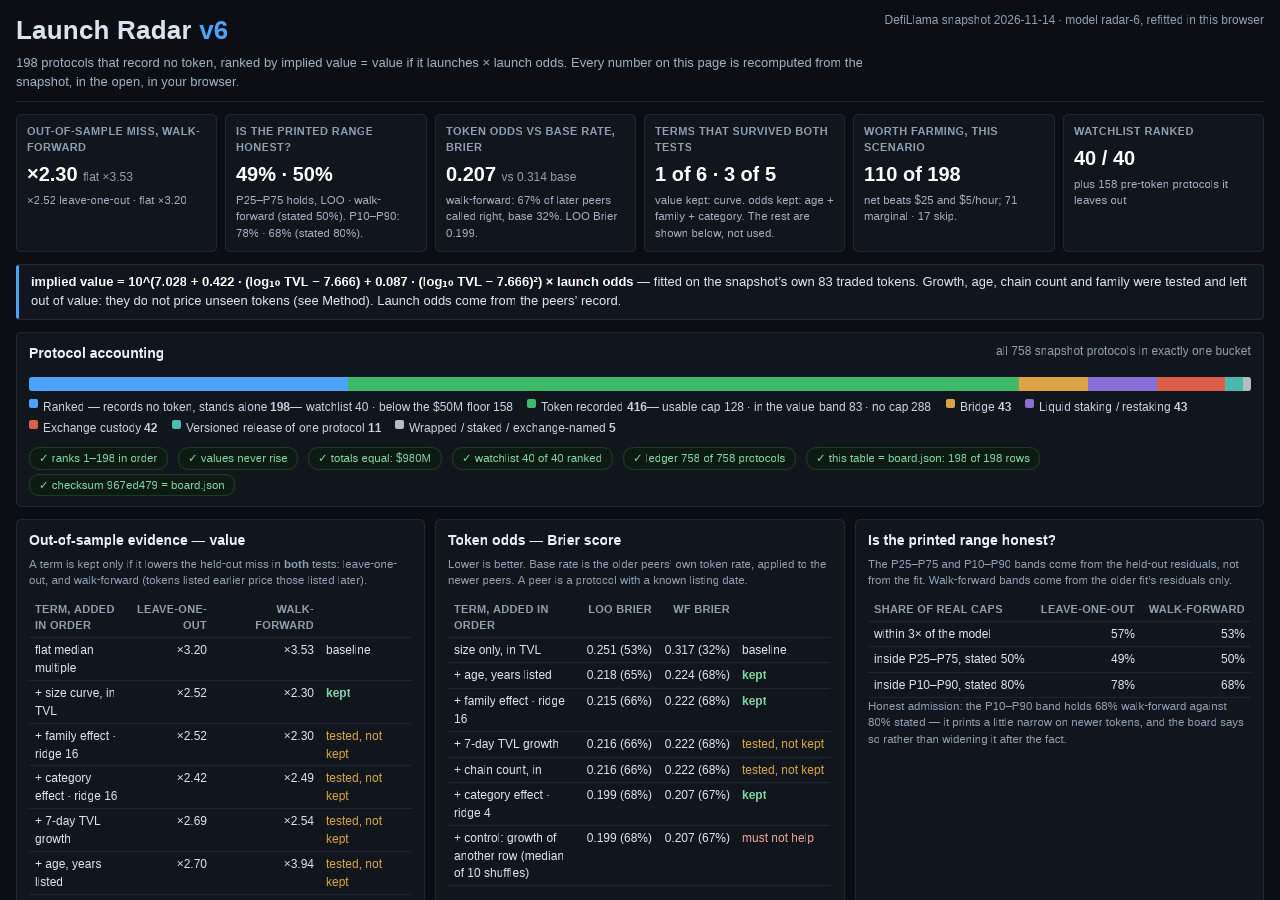 Launch Radar v6
DefiLlama snapshot 2026-11-14 · model radar-6, refitted in this browser
198 protocols that record no token, ranked by implied value = value if it launches × launch odds. Every number on this page is recomputed from the
snapshot, in the open, in your browser.
OUT-OF-SAMPLE MISS, WALK-
FORWARD
×2.30 flat ×3.53
×2.52 leave-one-out · flat ×3.20
IS THE PRINTED RANGE
HONEST?
49% · 50%
P25–P75 holds, LOO · walk-
forward (stated 50%). P10–P90:
78% · 68% (stated 80%).
TOKEN ODDS VS BASE RATE,
BRIER
0.207 vs 0.314 base
walk-forward: 67% of later peers
called right, base 32%. LOO Brier
0.199.
TERMS THAT SURVIVED BOTH
TESTS
1 of 6 · 3 of 5
value kept: curve. odds kept: age +
family + category. The rest are
shown below, not used.
WORTH FARMING, THIS
SCENARIO
110 of 198
net beats $25 and $5/hour; 71
marginal · 17 skip.
WATCHLIST RANKED
40 / 40
plus 158 pre-token protocols it
leaves out
implied value = 10^(7.028 + 0.422 · (log₁₀ TVL − 7.666) + 0.087 · (log₁₀ TVL − 7.666)²) × launch odds — fitted on the snapshot's own 83 traded tokens. Growth, age, chain count and family were tested and left
out of value: they do not price unseen tokens (see Method). Launch odds come from the peers' record.
Protocol accounting
all 758 snapshot protocols in exactly one bucket
Ranked — records no token, stands alone 198— watchlist 40 · below the $50M floor 158 Token recorded 416— usable cap 128 · in the value band 83 · no cap 288 Bridge 43 Liquid staking / restaking 43
Exchange custody 42 Versioned release of one protocol 11 Wrapped / staked / exchange-named 5
✓ ranks 1–198 in order ✓ values never rise ✓ totals equal: $980M ✓ watchlist 40 of 40 ranked ✓ ledger 758 of 758 protocols ✓ this table = board.json: 198 of 198 rows
✓ checksum 967ed479 = board.json
Out-of-sample evidence — value
A term is kept only if it lowers the held-out miss in both tests: leave-one-
out, and walk-forward (tokens listed earlier price those listed later).
TERM, ADDED IN ORDER LEAVE-ONE-OUT WALK-FORWARD
flat median multiple ×3.20 ×3.53 baseline
+ size curve, in TVL ×2.52 ×2.30 kept
+ family effect · ridge 16 ×2.52 ×2.30 tested, not kept
+ category effect · ridge 16 ×2.42 ×2.49 tested, not kept
+ 7-day TVL growth ×2.69 ×2.54 tested, not kept
+ age, years listed ×2.70 ×3.94 tested, not kept
Token odds — Brier score
Lower is better. Base rate is the older peers' own token rate, applied to the
newer peers. A peer is a protocol with a known listing date.
TERM, ADDED IN ORDER LOO BRIER WF BRIER
size only, in TVL 0.251 (53%) 0.317 (32%) baseline
+ age, years listed 0.218 (65%) 0.224 (68%) kept
+ family effect · ridge 16 0.215 (66%) 0.222 (68%) kept
+ 7-day TVL growth 0.216 (66%) 0.222 (68%) tested, not kept
+ chain count, in 0.216 (66%) 0.222 (68%) tested, not kept
+ category effect · ridge 4 0.199 (68%) 0.207 (67%) kept
+ control: growth of another row (median of 10 shuffles) 0.199 (68%) 0.207 (67%) must not help
Is the printed range honest?
The P25–P75 and P10–P90 bands come from the held-out residuals, not
from the fit. Walk-forward bands come from the older fit's residuals only.
SHARE OF REAL CAPS LEAVE-ONE-OUT WALK-FORWARD
within 3× of the model 57% 53%
inside P25–P75, stated 50% 49% 50%
inside P10–P90, stated 80% 78% 68%
Honest admission: the P10–P90 band holds 68% walk-forward against
80% stated — it prints a little narrow on newer tokens, and the board says
so rather than widening it after the fact.